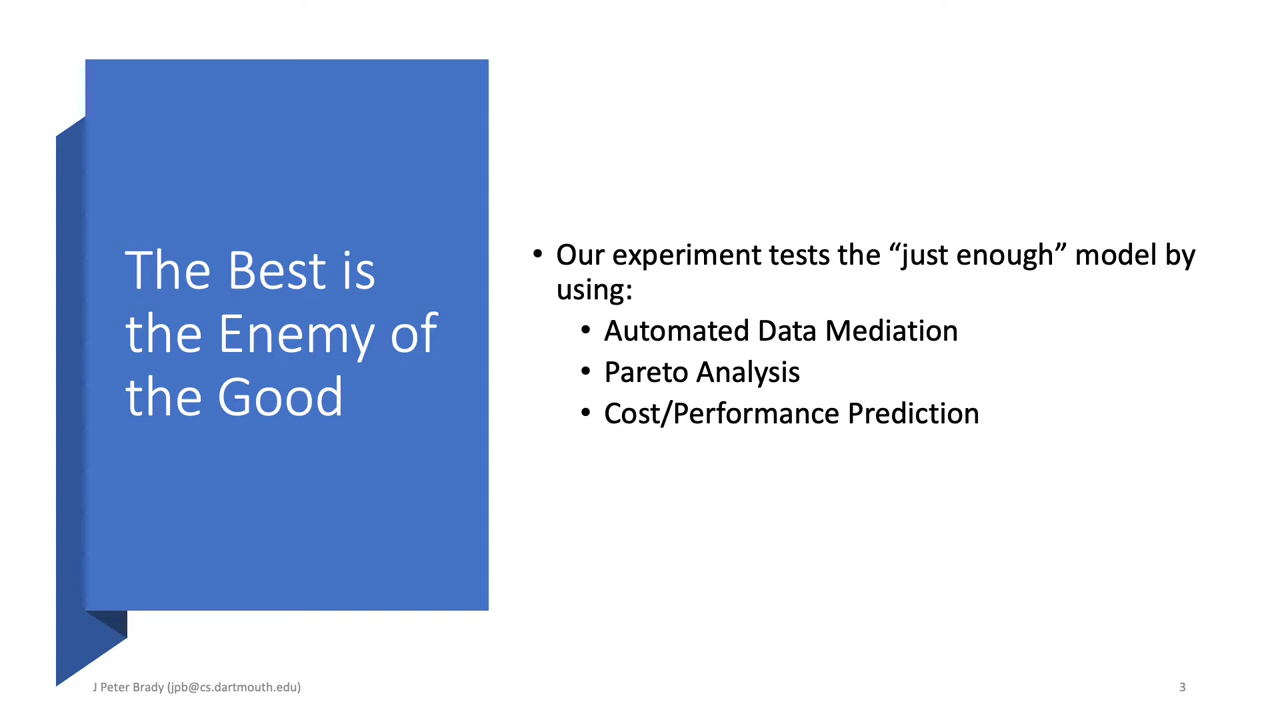 The Best is
the Enemy of
the Good
• Our experiment tests the “just enough” model by
using:
• Automated Data Mediation
• Pareto Analysis
• Cost/Performance Prediction
J Peter Brady (jpb@cs.dartmouth.edu)
3